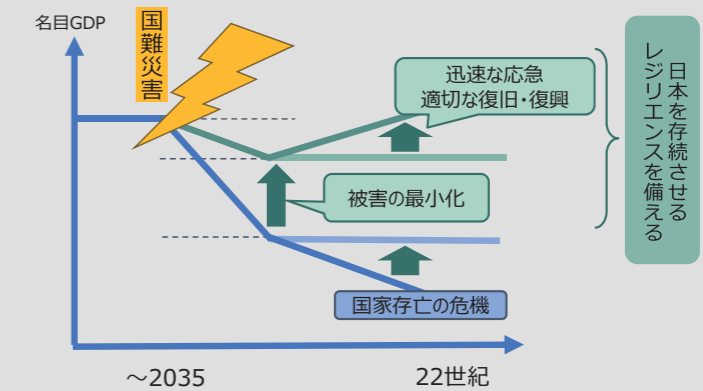 名目GDP
国難災害
迅速な応急
適切な復旧・復興
被害の最小化
国家存亡の危機
日本を存続させる
レジリエンスを備える
～2035
22世紀